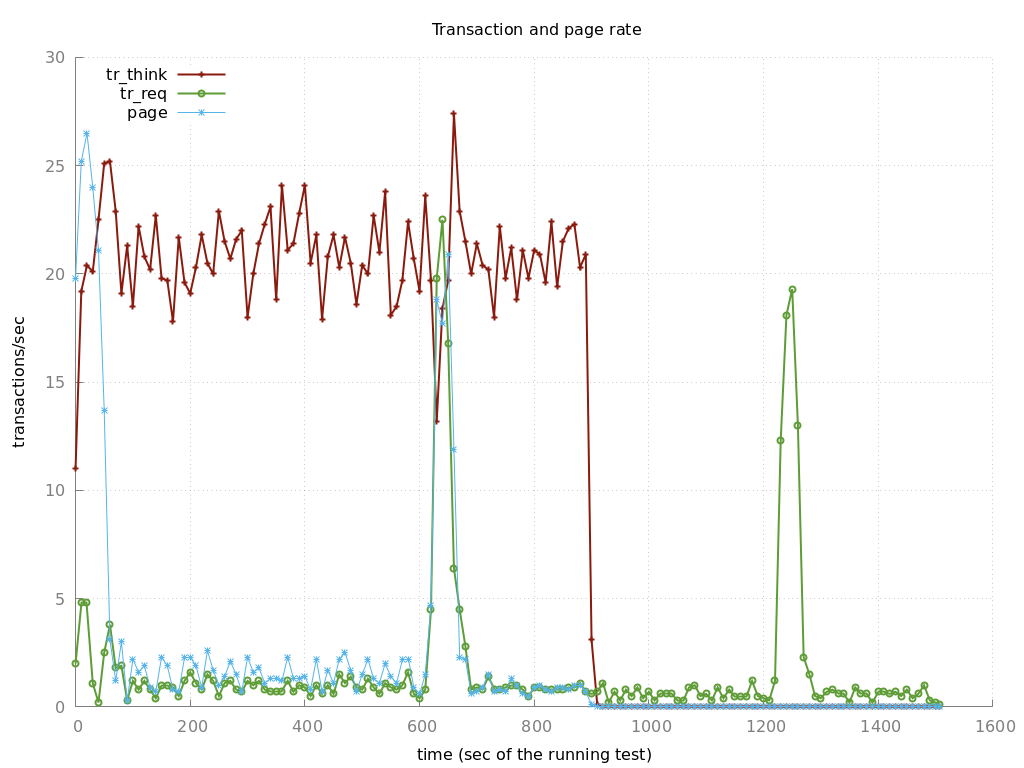 Transaction and page rate
30
25
20
15
10
5
0
transactions/sec
tr_think
tr_req
page
0 200 400 600 800 1000 1200 1400 1600
time (sec of the running test)